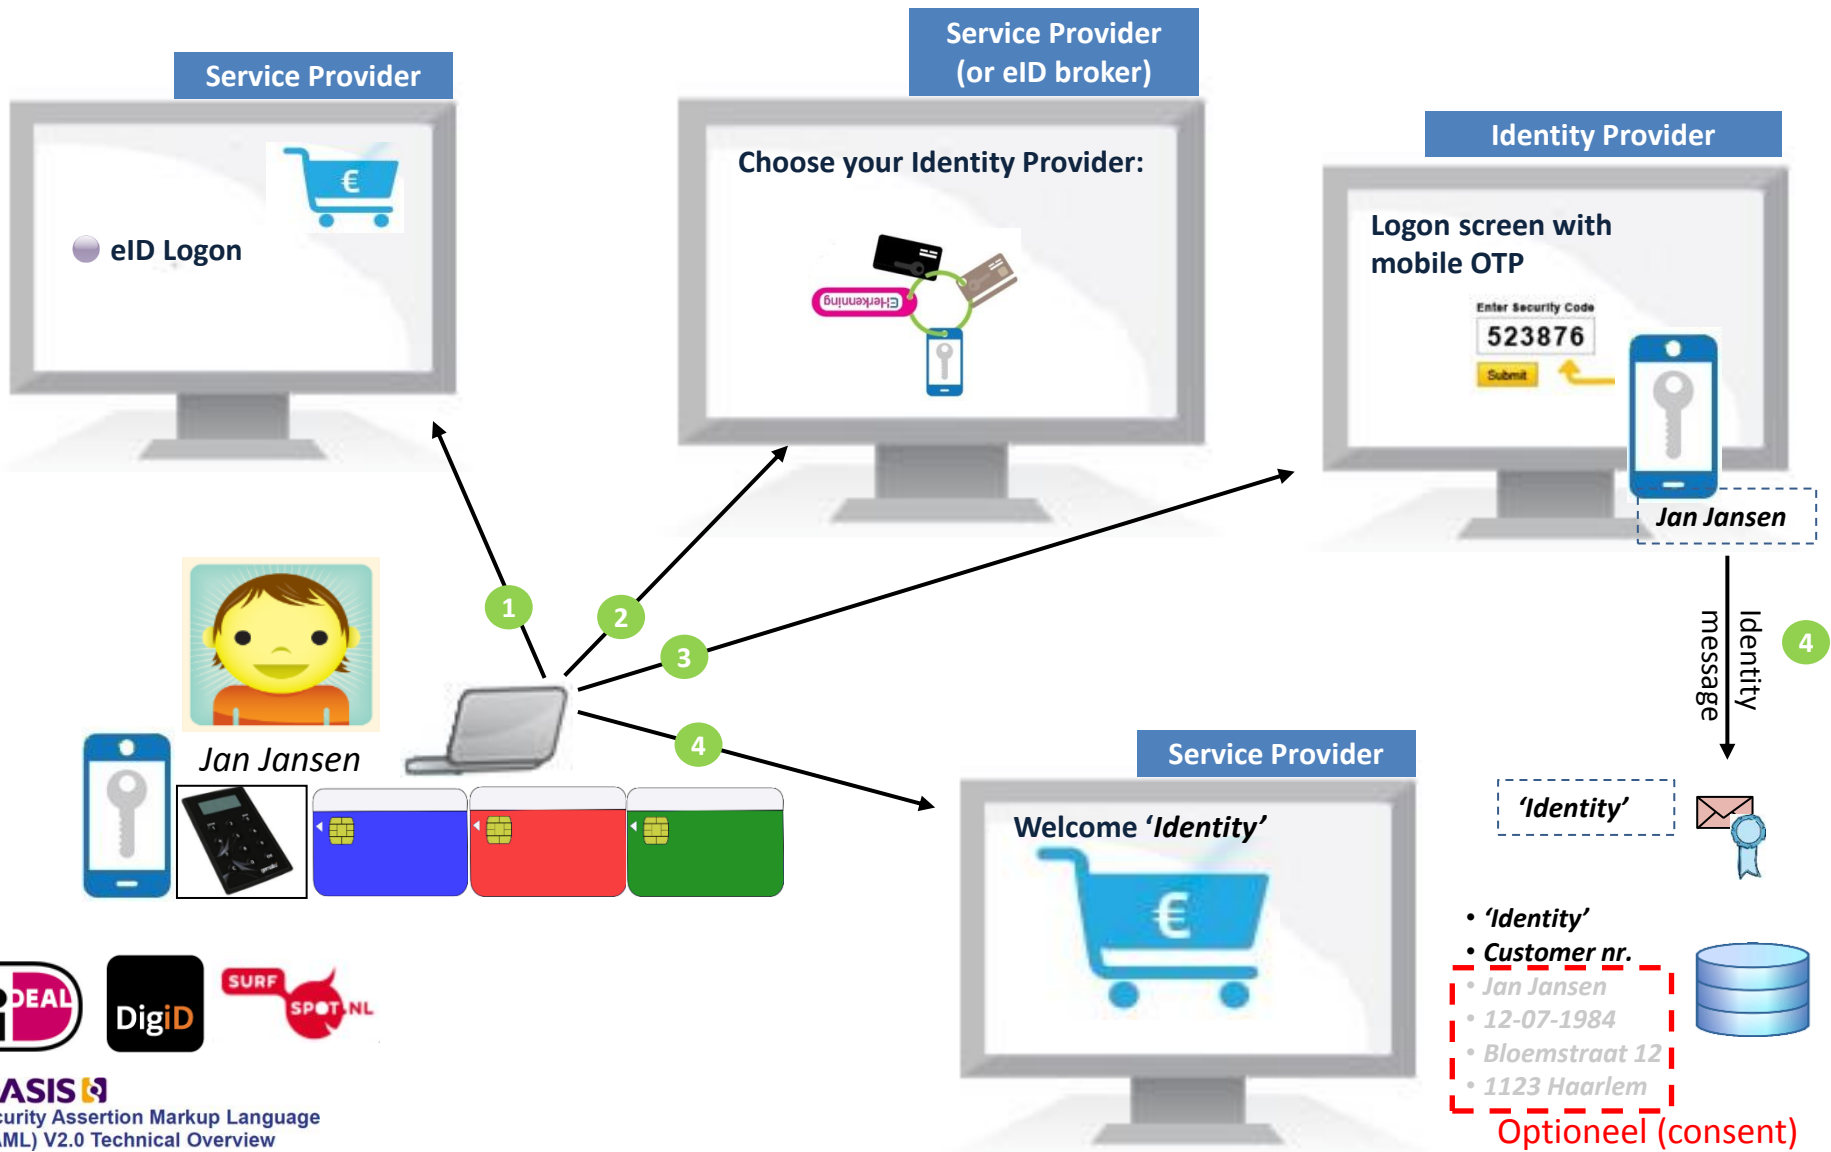 Service Provider
Service Provider
(or eID broker)
Identity Provider
€
eID Logon
Choose your Identity Provider:
EHerkenning
Logon screen with
mobile OTP
Enter Security Code
523876
Submit
Jan Jansen
1
2
3
4
Identity
message
4
Jan Jansen
Service Provider
Welcome ‘Identity’
€
‘Identity’
• ‘Identity’
• Customer nr.
• Jan Jansen
• 12-07-1984
• Bloemstraat 12
• 1123 Haarlem
Optioneel (consent)
iDEAL
DigiD
SURF
SPOT.NL
ASIS
curity Assertion Markup Language
AML) V2.0 Technical Overview